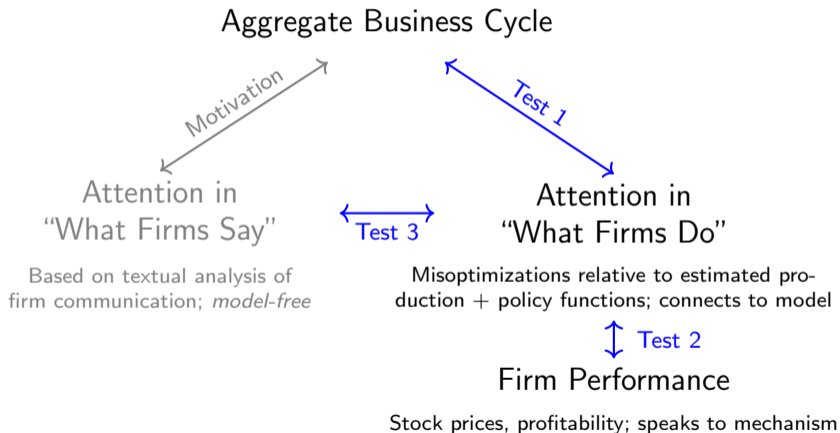 Aggregate Business Cycle
Motivation
Test 1
Attention in
“What Firms Say”
Based on textual analysis of
firm communication; model-free
Test 3
Attention in
“What Firms Do”
Misoptimizations relative to estimated pro-
duction + policy functions; connects to model
Test 2
Firm Performance
Stock prices, profitability; speaks to mechanism